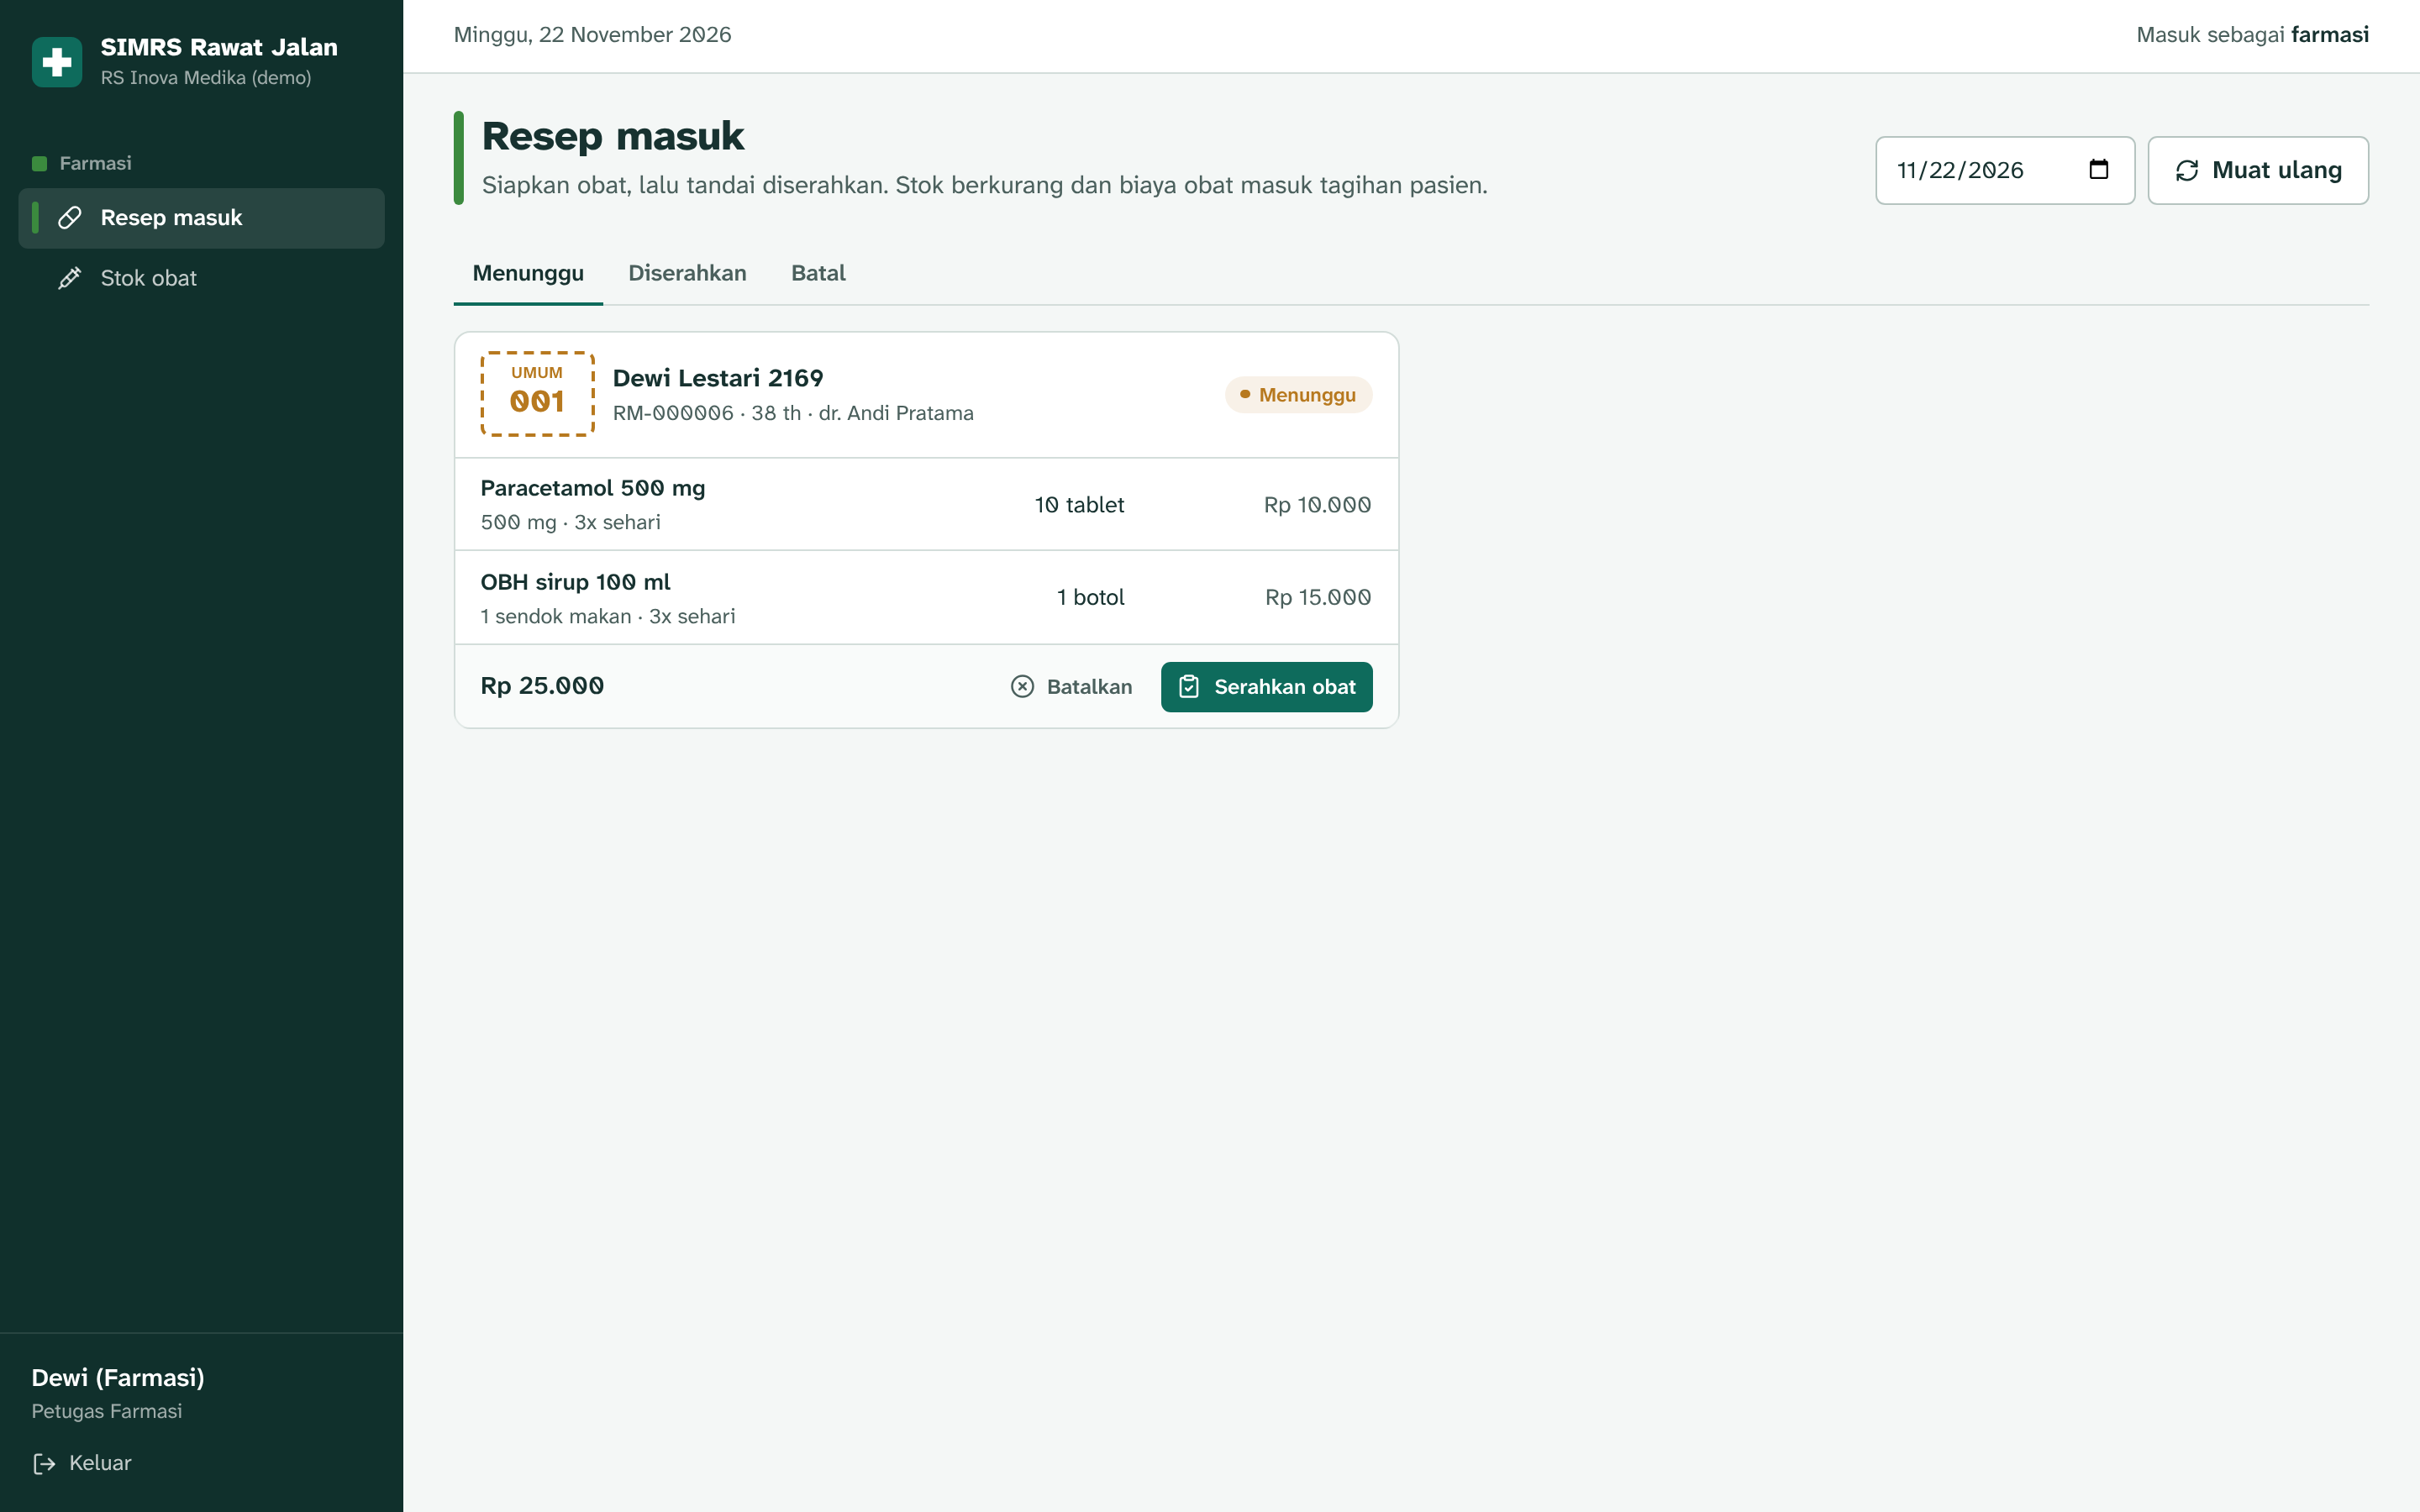 SIMRS Rawat Jalan
RS Inova Medika (demo)
Farmasi
Resep masuk
Stok obat
Dewi (Farmasi)
Petugas Farmasi
Keluar
Minggu, 22 November 2026
Masuk sebagai farmasi
Resep masuk
Siapkan obat, lalu tandai diserahkan. Stok berkurang dan biaya obat masuk tagihan pasien.
11/22/2026
Muat ulang
Menunggu
Diserahkan
Batal
UMUM
001
Dewi Lestari 2169
RM-000006 · 38 th · dr. Andi Pratama
Menunggu
Paracetamol 500 mg
500 mg · 3x sehari
10 tablet
Rp 10.000
OBH sirup 100 ml
1 sendok makan · 3x sehari
1 botol
Rp 15.000
Rp 25.000
Batalkan
Serahkan obat